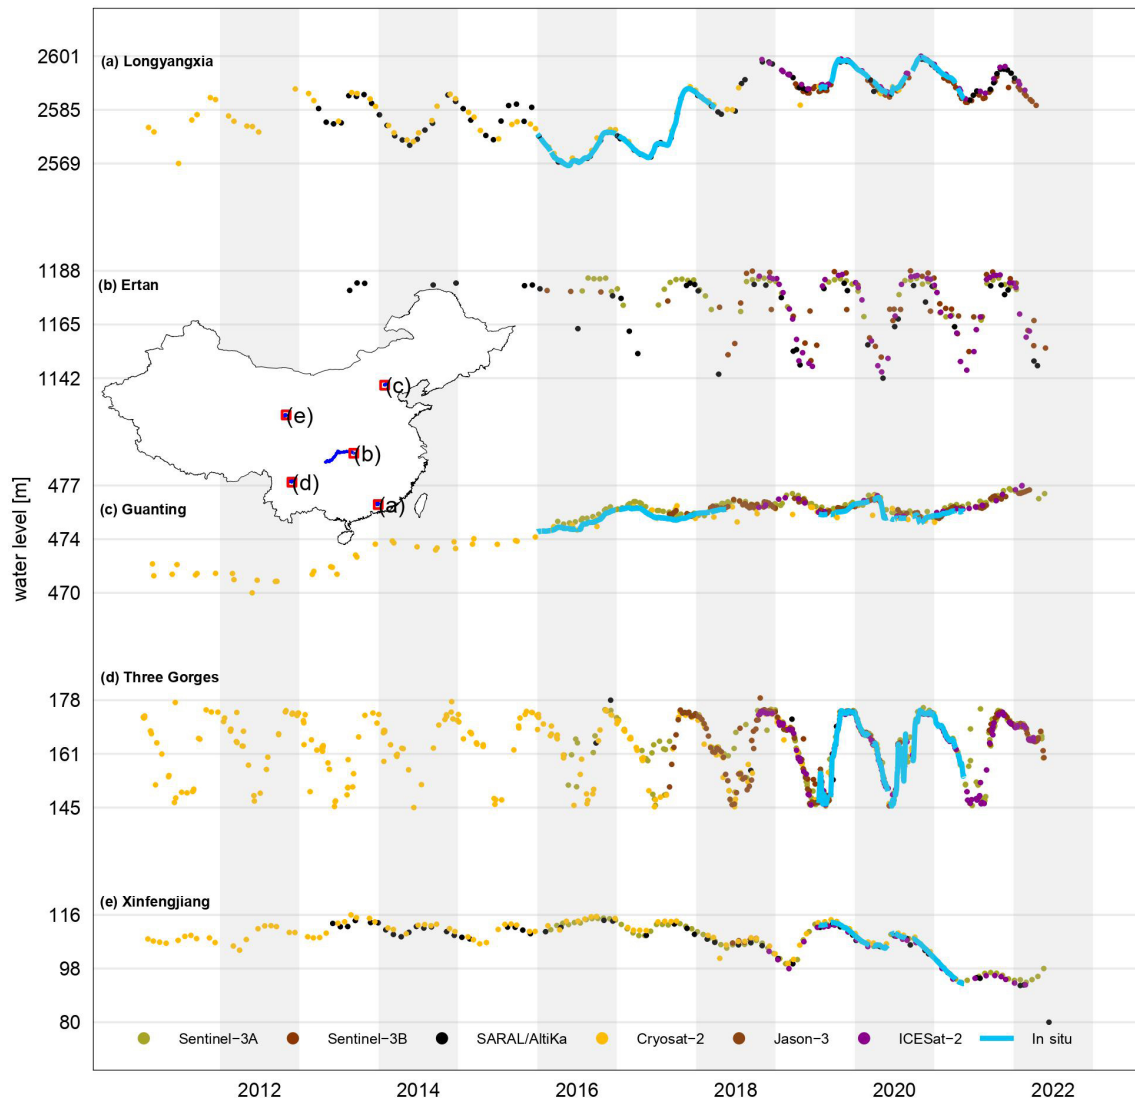 2601
(a) Longyangxia
2585
2569
1188
(b) Ertan
1165
1142
(c)
(e)
(b)
(d)
(a)
477
(c) Guanting
474
470
water level [m]
178
(d) Three Gorges
161
145
116
(e) Xinfengjiang
98
80
Sentinel−3A Sentinel−3B SARAL/AltiKa Cryosat−2 Jason−3 ICESat−2 In situ
2012 2014 2016 2018 2020 2022